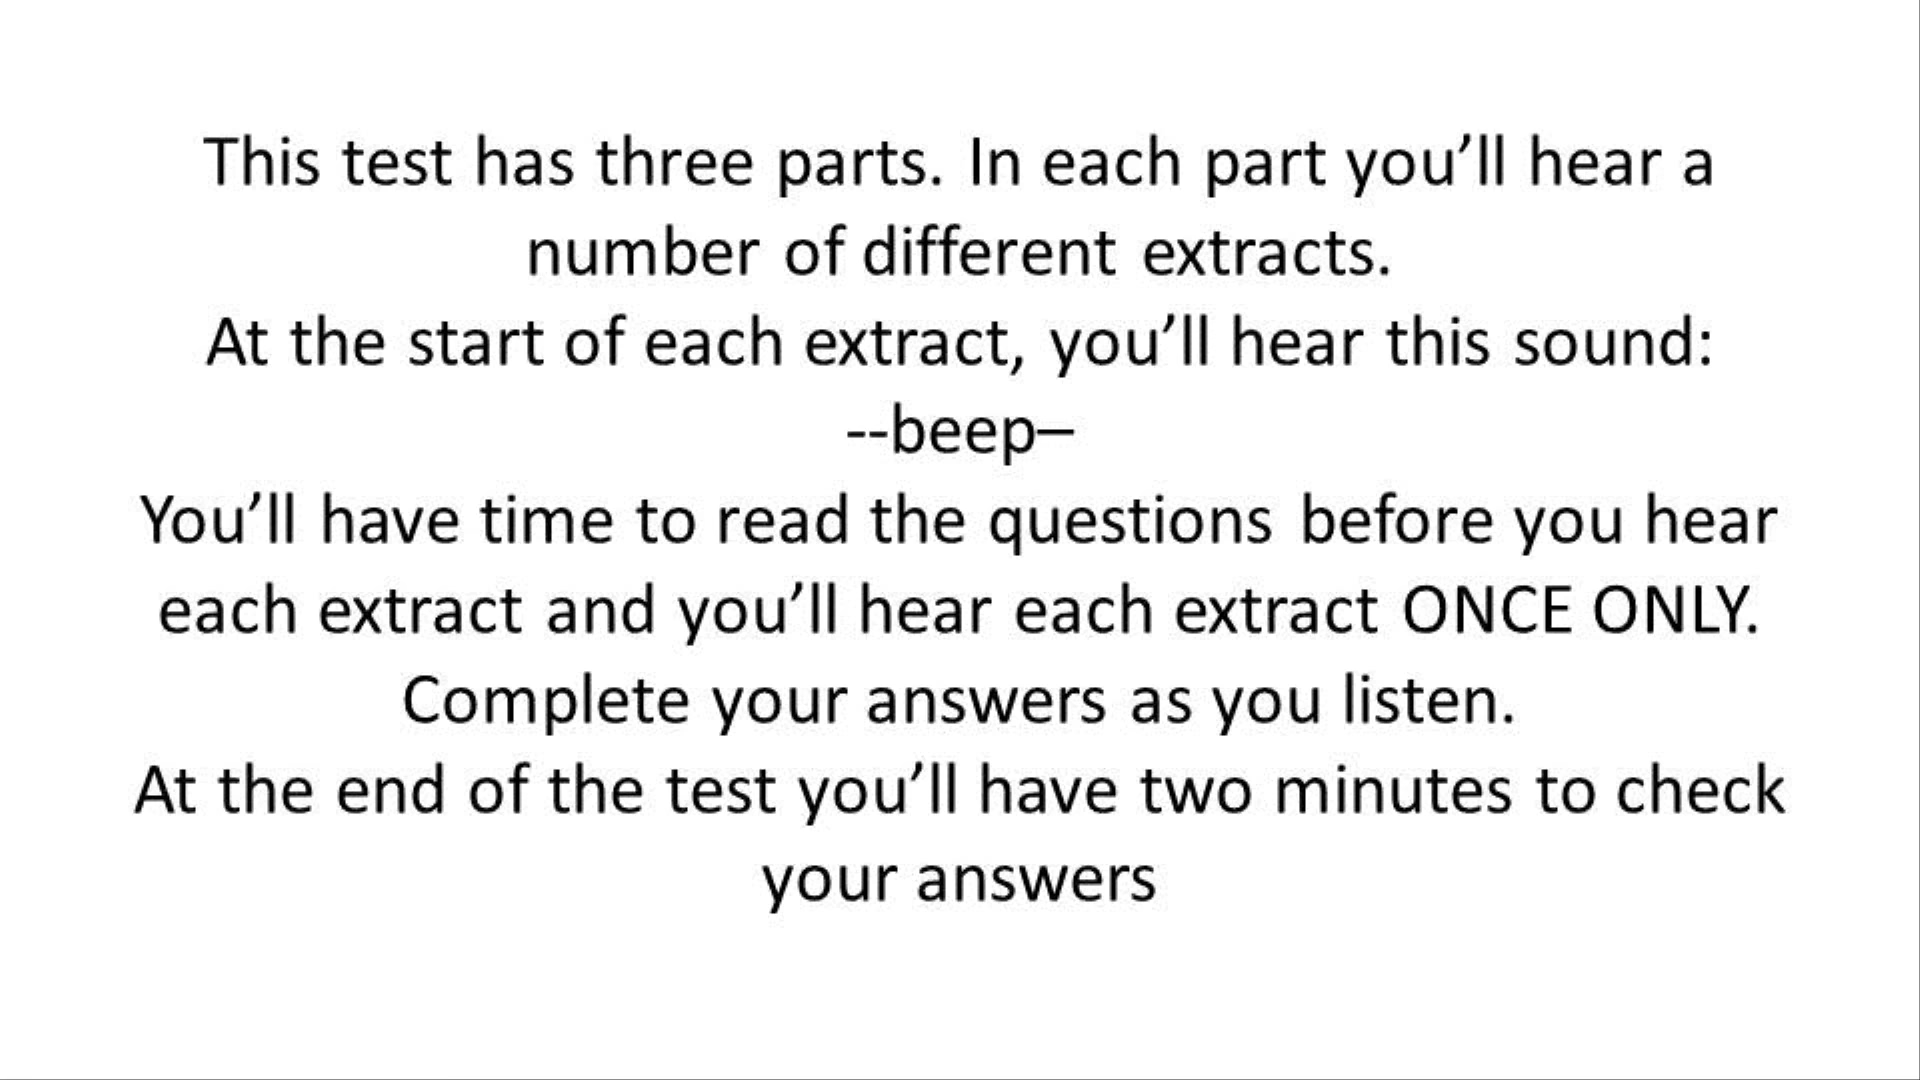 This test has three parts. In each part you’ll hear a
number of different extracts.
At the start of each extract, you’ll hear this sound:
--beep–
You’ll have time to read the questions before you hear
each extract and you’ll hear each extract ONCE ONLY.
Complete your answers as you listen.
At the end of the test you’ll have two minutes to check
your answers